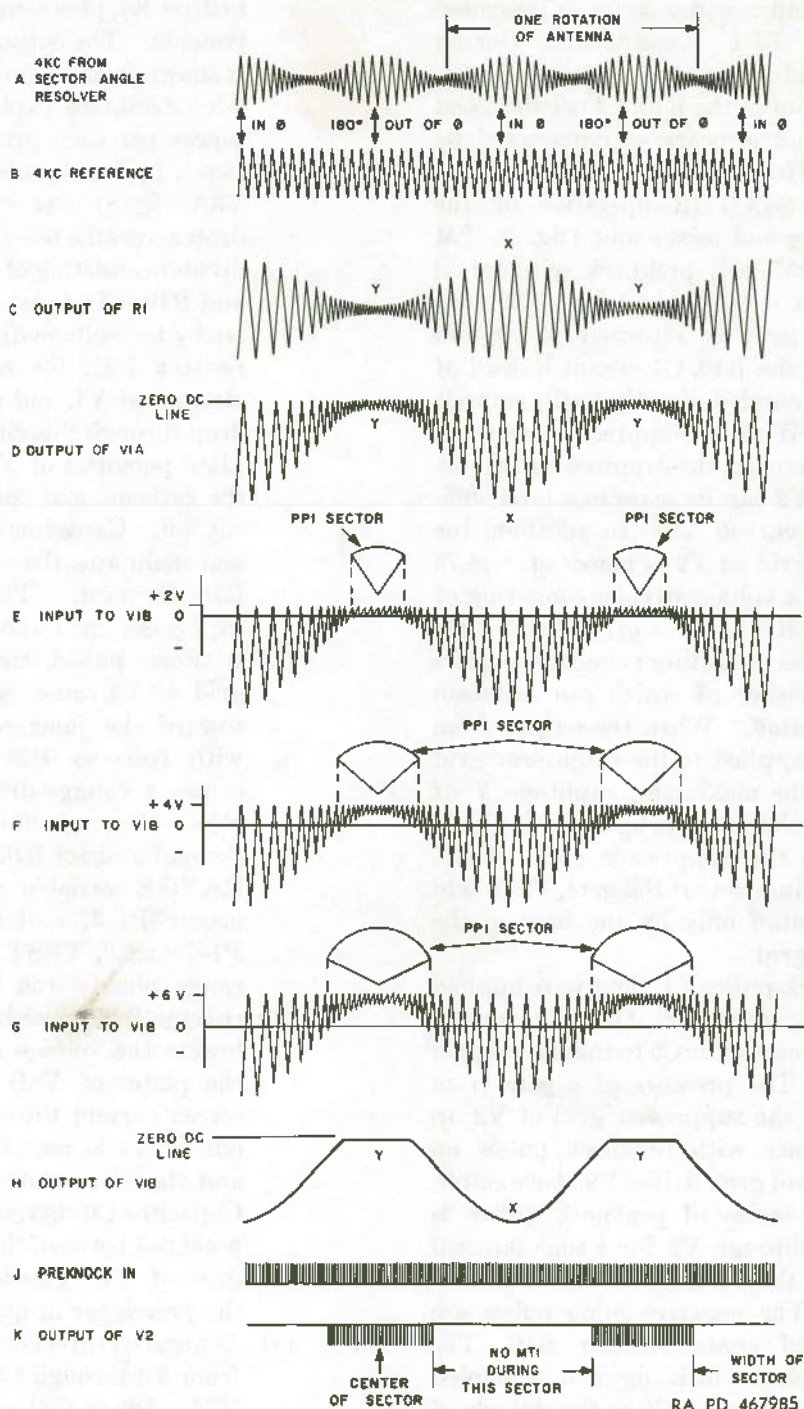 ONE ROTATION
OF ANTENNA
4KC FROM
A SECTOR ANGLE
RESOLVER
IN Ø 180° OUT OF Ø IN Ø 180° OUT OF Ø IN Ø
B 4KC REFERENCE
X
Y Y
C OUTPUT OF R1
ZERO DC
LINE
Y Y
D OUTPUT OF V1A
X
PPI SECTOR PPI SECTOR
+2V
E INPUT TO V1B 0
–
PPI SECTOR
+4V
F INPUT TO V1B 0
–
PPI SECTOR
+6V
G INPUT TO V1B 0
–
ZERO DC
LINE
Y Y
H OUTPUT OF V1B
X
J PREKNOCK IN
K OUTPUT OF V2
CENTER
OF SECTOR
NO MTI
DURING
THIS SECTOR
WIDTH OF
SECTOR
RA PD 467985